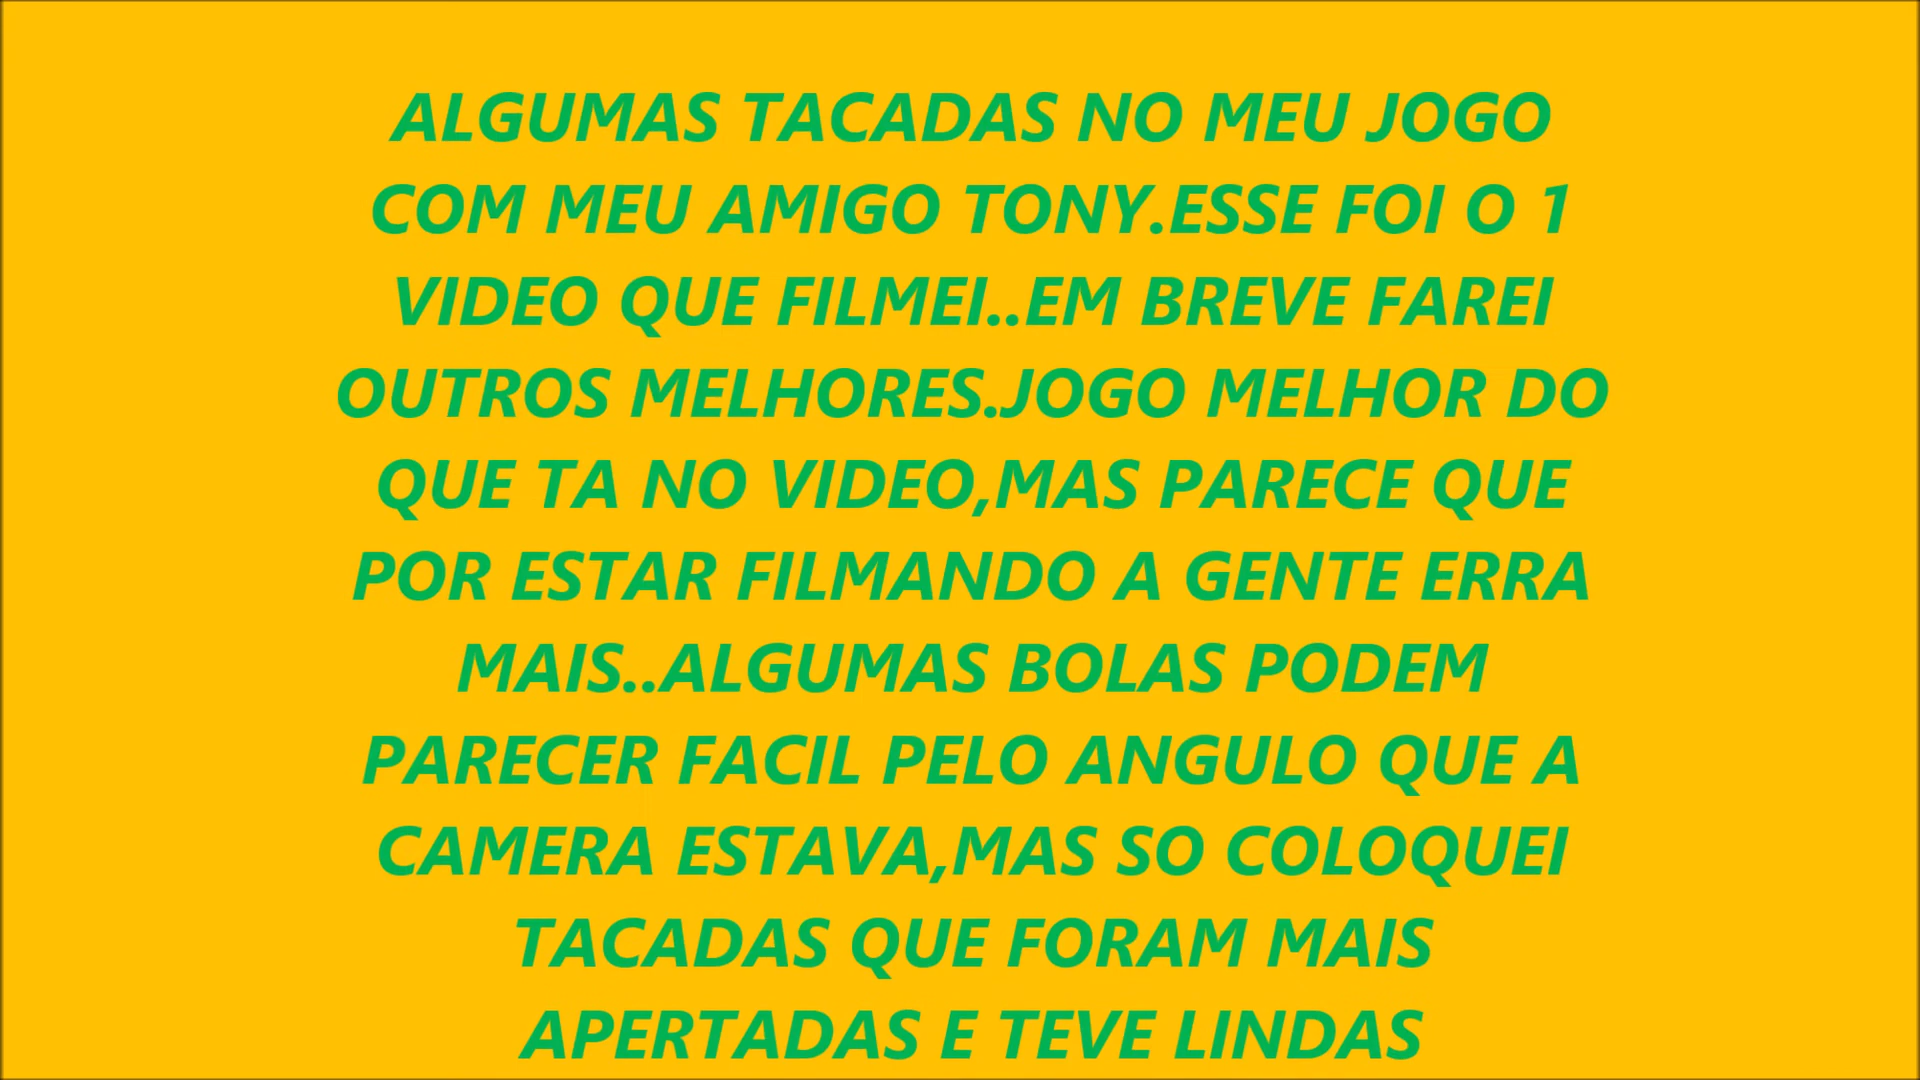 ALGUMAS TACADAS NO MEU JOGO
COM MEU AMIGO TONY.ESSE FOI O 1
VIDEO QUE FILMEI..EM BREVE FAREI
OUTROS MELHORES.JOGO MELHOR DO
QUE TA NO VIDEO,MAS PARECE QUE
POR ESTAR FILMANDO A GENTE ERRA
MAIS..ALGUMAS BOLAS PODEM
PARECER FACIL PELO ANGULO QUE A
CAMERA ESTAVA,MAS SO COLOQUEI
TACADAS QUE FORAM MAIS
APERTADAS E TEVE LINDAS